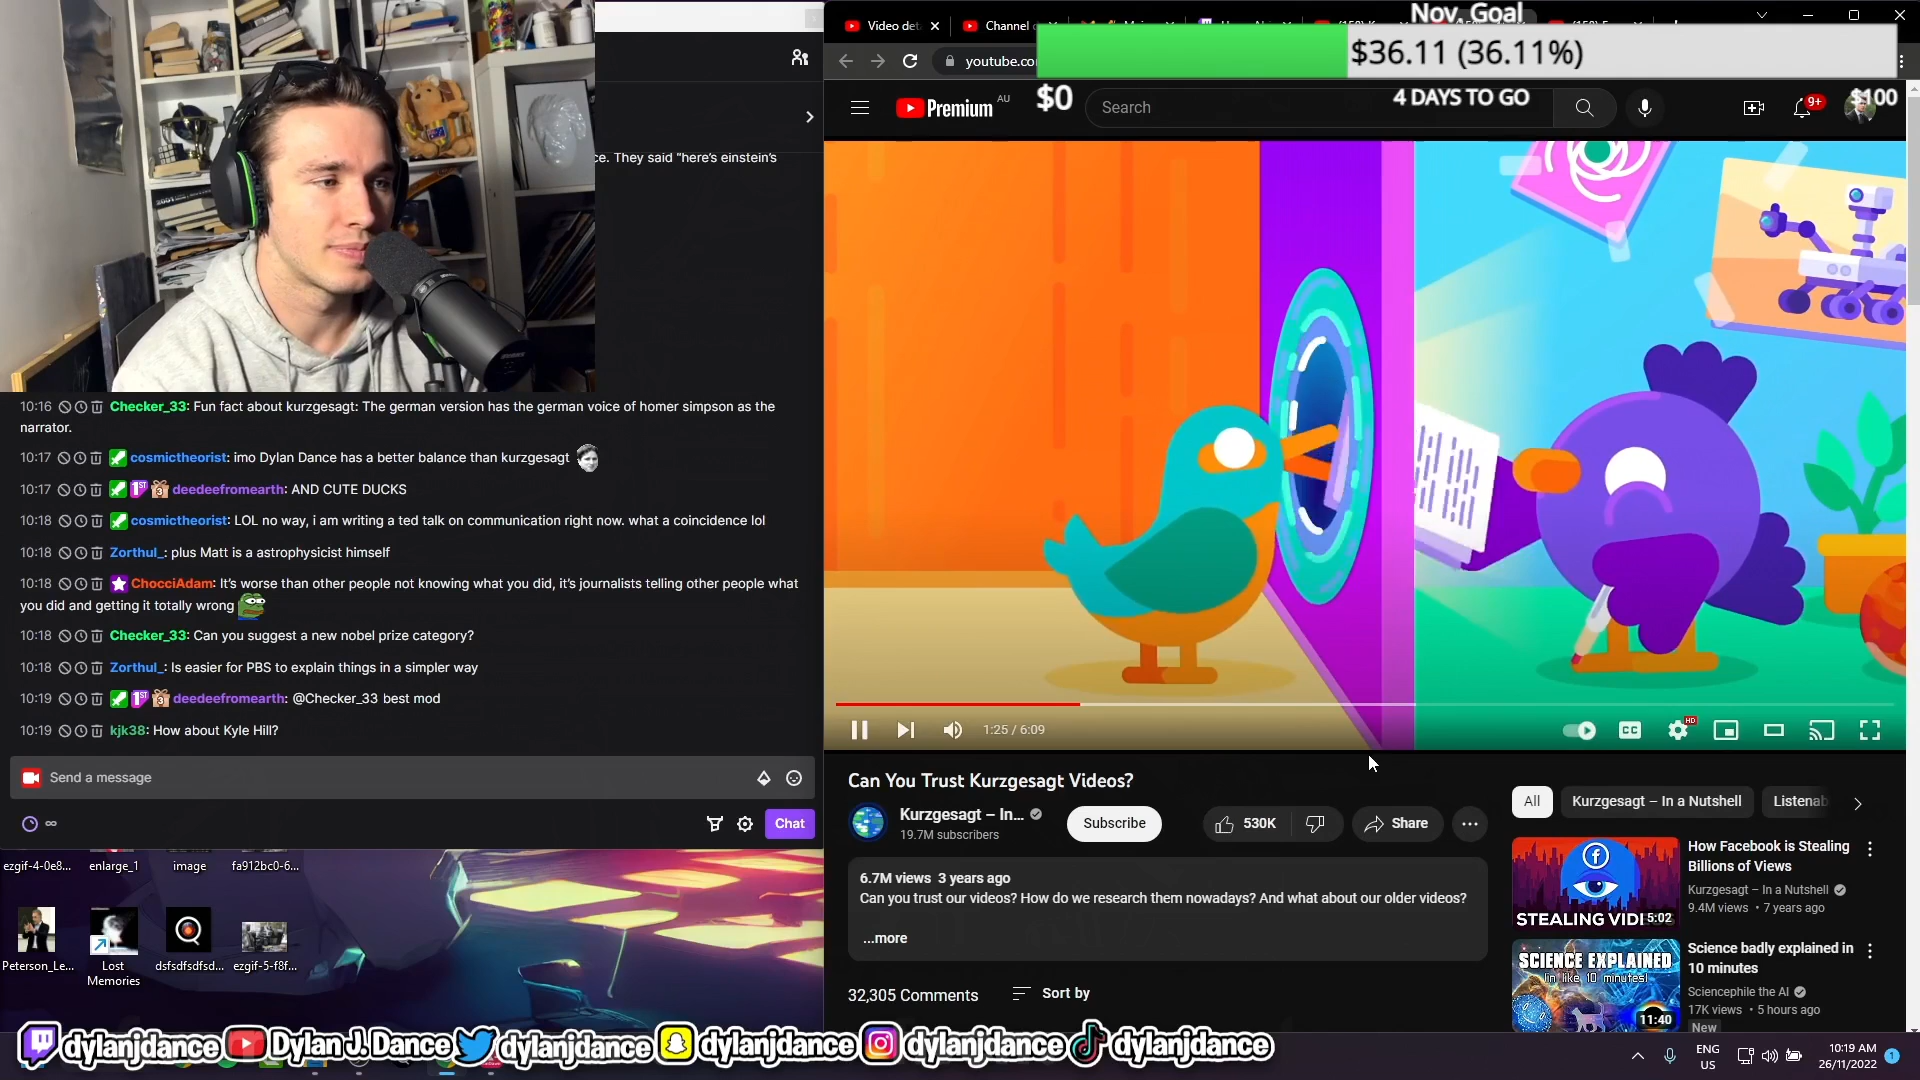 Video det
Channel c
Nov. Goal
$36.11 (36.11%)
youtube.co
Premium
AU
$0
Search
4 DAYS TO GO
9+
$100
ce. They said "here's einstein's
10:16 Checker_33: Fun fact about kurzgesagt: The german version has the german voice of homer simpson as the
narrator.
10:17 cosmictheorist: imo Dylan Dance has a better balance than kurzgesagt
10:17 deedeefromearth: AND CUTE DUCKS
10:18 cosmictheorist: LOL no way, i am writing a ted talk on communication right now. what a coincidence lol
10:18 Zorthul_: plus Matt is a astrophysicist himself
10:18 ChocciAdam: It's worse than other people not knowing what you did, it's journalists telling other people what
you did and getting it totally wrong
10:18 Checker_33: Can you suggest a new nobel prize category?
10:18 Zorthul_: Is easier for PBS to explain things in a simpler way
10:19 deedeefromearth: @Checker_33 best mod
10:19 kjk38: How about Kyle Hill?
Send a message
Chat
1:25 / 6:09
CC
HD
Can You Trust Kurzgesagt Videos?
Kurzgesagt – In...
19.7M subscribers
Subscribe
530K
Share
6.7M views 3 years ago
Can you trust our videos? How do we research them nowadays? And what about our older videos?
...more
32,305 Comments
Sort by
All
Kurzgesagt – In a Nutshell
Listenab
STEALING VID
5:02
How Facebook is Stealing
Billions of Views
Kurzgesagt – In a Nutshell
9.4M views • 7 years ago
SCIENCE EXPLAINED
(in like 10 minutes)
11:40
Science badly explained in
10 minutes
Sciencephile the AI
17K views • 5 hours ago
New
ezgif-4-0e8...
enlarge_1
image
fa912bc0-6...
Peterson_Le...
Lost
Memories
dsfsdfsdfsd...
ezgif-5-f8f...
dylanjdance
Dylan J. Dance
dylanjdance
dylanjdance
dylanjdance
dylanjdance
ENG
US
10:19 AM
26/11/2022
1